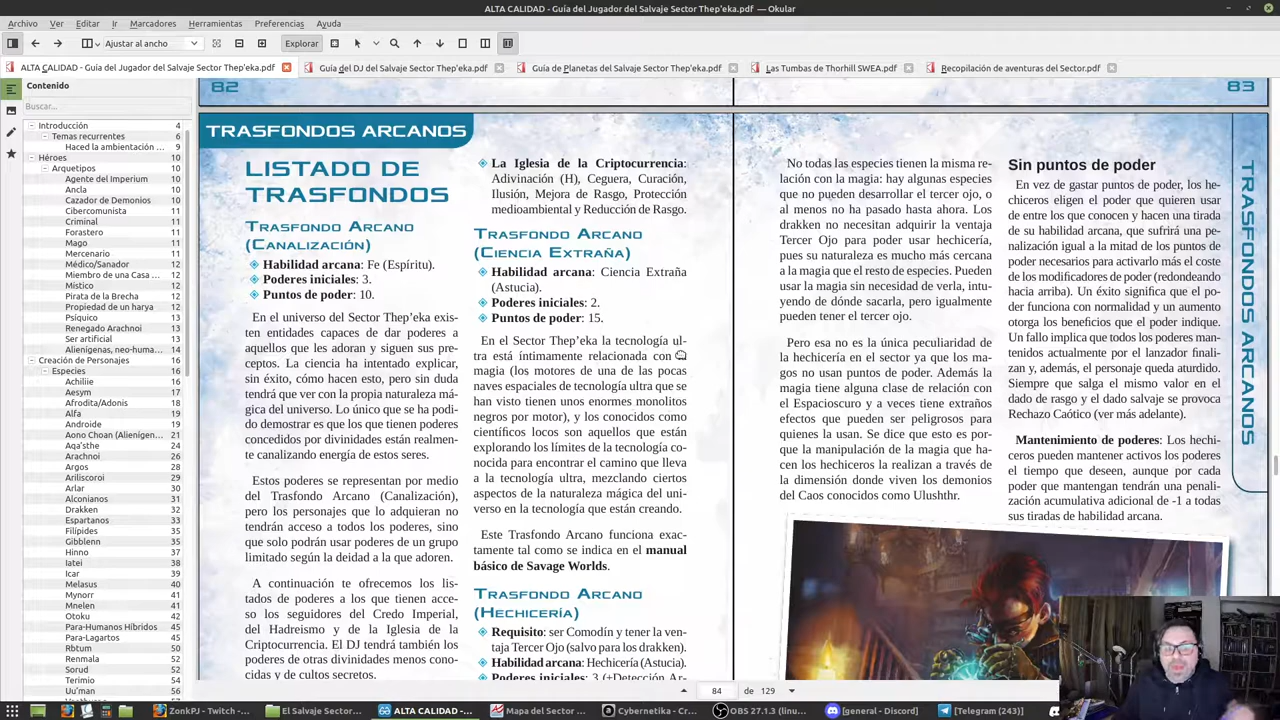 ALTA CALIDAD - Guía del Jugador del Salvaje Sector Thep'eka.pdf — Okular
Archivo Ver Editar Ir Marcadores Herramientas Preferencias Ayuda
Ajustar al ancho Explorar
ALTA CALIDAD - Guía del Jugador del Salvaje Sector Thep'eka.pdf
Guía del DJ del Salvaje Sector Thep'eka.pdf
Guía de Planetas del Salvaje Sector Thep'eka.pdf
Las Tumbas de Thorhill SWEA.pdf
Recopilación de aventuras del Sector.pdf
Contenido
Buscar...
Introducción 4
Temas recurrentes 6
Haced la ambientación ... 9
Héroes 10
Arquetipos 10
Agente del Imperium 10
Ancla 10
Cazador de Demonios 10
Cibercomunista 11
Criminal 11
Forastero 11
Mago 11
Mercenario 11
Médico/Sanador 12
Miembro de una Casa ... 12
Místico 12
Pirata de la Brecha 12
Propiedad de un harya 12
Psíquico 13
Renegado Arachnoi 13
Ser artificial 13
Alienígenas, neo-huma... 14
Creación de Personajes 16
Especies 16
Achiliie 16
Aesym 17
Afrodita/Adonis 18
Alfa 19
Androide 19
Aono Choan (Alienígen... 21
Aqa'sthe 24
Arachnoi 26
Argos 28
Ariliscoroi 29
Arlar 30
Alconianos 31
Drakken 32
Espartanos 33
Filípides 35
Gibblenn 35
Hinno 37
Iatei 38
Icar 39
Melasus 40
Mynorr 41
Mnelen 41
Otoku 42
Para-Humanos Híbridos 45
Para-Lagartos 45
Rbtum 50
Renmala 52
Sorud 52
Terimio 54
Uu'man 56
82
83
TRASFONDOS ARCANOS
LISTADO DE
TRASFONDOS
Trasfondo Arcano
(Canalización)
Habilidad arcana: Fe (Espíritu).
Poderes iniciales: 3.
Puntos de poder: 10.
En el universo del Sector Thep'eka exis-
ten entidades capaces de dar poderes a
aquellos que les adoran y siguen sus pre-
ceptos. La ciencia ha intentado explicar,
sin éxito, cómo hacen esto, pero sin duda
tendrá que ver con la propia naturaleza má-
gica del universo. Lo único que se ha podi-
do demostrar es que los que tienen poderes
concedidos por divinidades están realmen-
te canalizando energía de estos seres.
Estos poderes se representan por medio
del Trasfondo Arcano (Canalización),
pero los personajes que lo adquieran no
tendrán acceso a todos los poderes, sino
que solo podrán usar poderes de un grupo
limitado según la deidad a la que adoren.
A continuación te ofrecemos los lis-
tados de poderes a los que tienen acce-
so los seguidores del Credo Imperial,
del Hadreismo y de la Iglesia de la
Criptocurrencia. El DJ tendrá también los
poderes de otras divinidades menos cono-
cidas y de cultos secretos.
La Iglesia de la Criptocurrencia:
Adivinación (H), Ceguera, Curación,
Ilusión, Mejora de Rasgo, Protección
medioambiental y Reducción de Rasgo.
Trasfondo Arcano
(Ciencia Extraña)
Habilidad arcana: Ciencia Extraña
(Astucia).
Poderes iniciales: 2.
Puntos de poder: 15.
En el Sector Thep'eka la tecnología ul-
tra está íntimamente relacionada con la
magia (los motores de una de las pocas
naves espaciales de tecnología ultra que se
han visto tienen unos enormes monolitos
negros por motor), y los conocidos como
científicos locos son aquellos que están
explorando los límites de la tecnología co-
nocida para encontrar el camino que lleva
a la tecnología ultra, mezclando ciertos
aspectos de la naturaleza mágica del uni-
verso en la tecnología que están creando.
Este Trasfondo Arcano funciona exac-
tamente tal como se indica en el manual
básico de Savage Worlds.
Trasfondo Arcano
(Hechicería)
Requisito: ser Comodín y tener la ven-
taja Tercer Ojo (salvo para los drakken).
Habilidad arcana: Hechicería (Astucia).
Poderes iniciales: 3 (+Detección Ar-
No todas las especies tienen la misma re-
lación con la magia: hay algunas especies
que no pueden desarrollar el tercer ojo, o
al menos no ha pasado hasta ahora. Los
drakken no necesitan adquirir la ventaja
Tercer Ojo para poder usar hechicería,
pues su naturaleza es mucho más cercana
a la magia que el resto de especies. Pueden
usar la magia sin necesidad de verla, intu-
yendo de dónde sacarla, pero igualmente
pueden tener el tercer ojo.
Pero esa no es la única peculiaridad de
la hechicería en el sector ya que los ma-
gos no usan puntos de poder. Además la
magia tiene alguna clase de relación con
el Espacioscuro y a veces tiene extraños
efectos que pueden ser peligrosos para
quienes la usan. Se dice que esto es por-
que la manipulación de la magia que ha-
cen los hechiceros la realizan a través de
la dimensión donde viven los demonios
del Caos conocidos como Ulushthr.
Sin puntos de poder
En vez de gastar puntos de poder, los he-
chiceros eligen el poder que quieren usar
de entre los que conocen y hacen una tirada
de su habilidad arcana, que sufrirá una pe-
nalización igual a la mitad de los puntos de
poder necesarios para activarlo más el coste
de los modificadores de poder (redondeando
hacia arriba). Un éxito significa que el po-
der funciona con normalidad y un aumento
otorga los beneficios que el poder indique.
Un fallo implica que todos los poderes man-
tenidos actualmente por el lanzador finali-
zan y, además, el personaje queda aturdido.
Siempre que salga el mismo valor en el
dado de rasgo y el dado salvaje se provoca
Rechazo Caótico (ver más adelante).
Mantenimiento de poderes: Los hechi-
ceros pueden mantener activos los poderes
el tiempo que deseen, aunque por cada
poder que mantengan tendrán una penali-
zación acumulativa adicional de -1 a todas
sus tiradas de habilidad arcana.
TRASFONDOS ARCANOS
84 de 129
ZonkPJ - Twitch -...
El Salvaje Sector...
ALTA CALIDAD -...
Mapa del Sector ...
Cybernetika - Cr...
OBS 27.1.3 (linu...
[general - Discord]
[Telegram (243)]